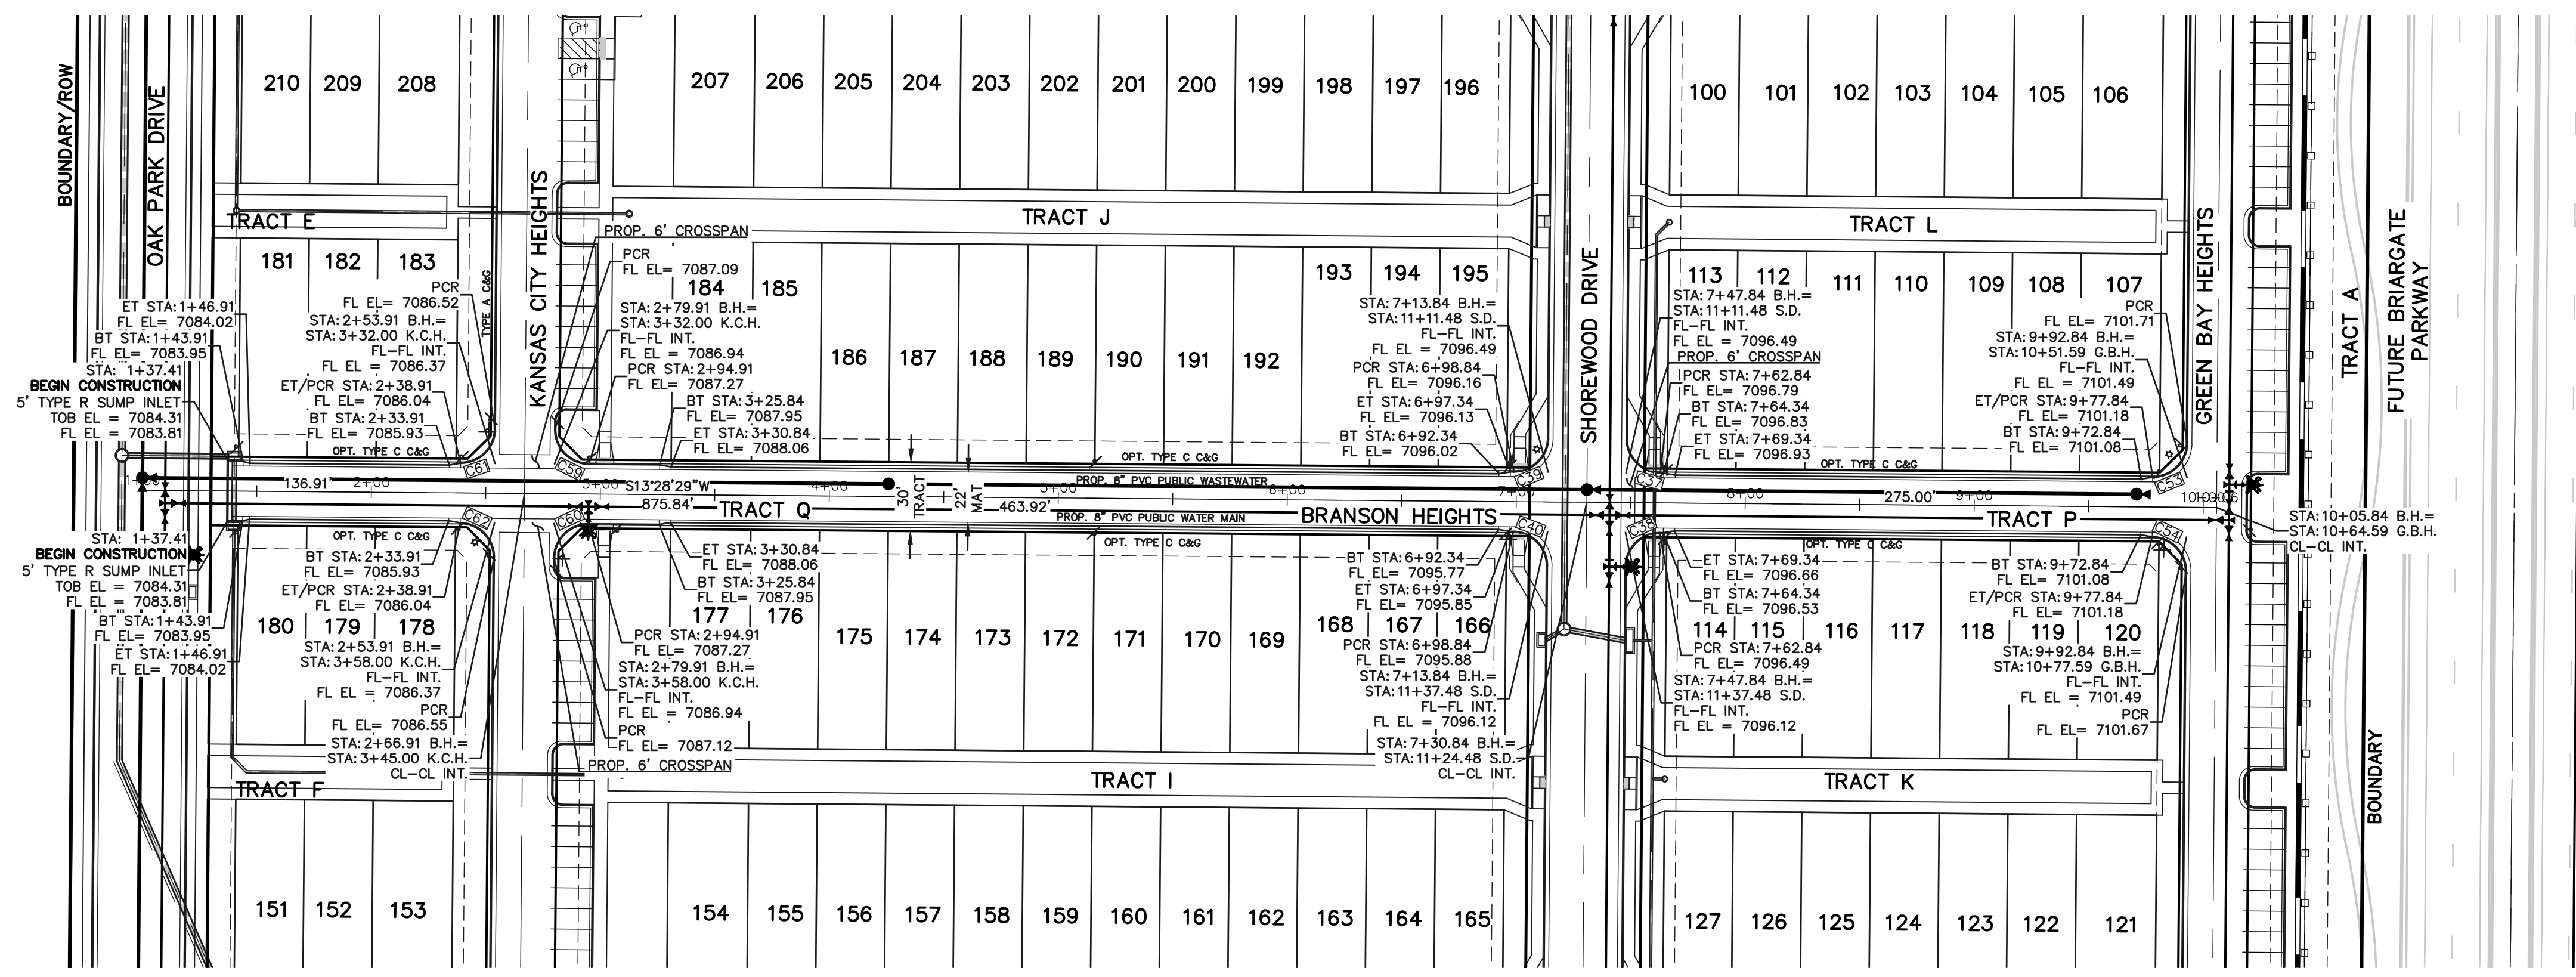 BOUNDARY/ROW
OAK PARK DRIVE
210
209
208
KANSAS CITY HEIGHTS
207
206
205
204
203
202
201
200
199
198
197
196
SHOREWOOD DRIVE
100
101
102
103
104
105
106
GREEN BAY HEIGHTS
TRACT A
FUTURE BRIARGATE
PARKWAY
BOUNDARY
TRACT E
TRACT J
TRACT L
181
182
183
TYPE A C&G
184
185
186
187
188
189
190
191
192
193
194
195
113
112
111
110
109
108
107
ET STA: 1+46.91
FL EL= 7084.02
BT STA: 1+43.91
FL EL= 7083.95
STA: 1+37.41
BEGIN CONSTRUCTION
5' TYPE R SUMP INLET
TOB EL = 7084.31
FL EL = 7083.81
PCR
FL EL= 7086.52
STA: 2+53.91 B.H.=
STA: 3+32.00 K.C.H.
FL-FL INT.
FL EL = 7086.37
ET/PCR STA: 2+38.91
FL EL= 7086.04
BT STA: 2+33.91
FL EL= 7085.93
OPT. TYPE C C&G
PROP. 6' CROSSPAN
PCR
FL EL= 7087.09
STA: 2+79.91 B.H.=
STA: 3+32.00 K.C.H.
FL-FL INT.
FL EL = 7086.94
PCR STA: 2+94.91
FL EL= 7087.27
BT STA: 3+25.84
FL EL= 7087.95
ET STA: 3+30.84
FL EL= 7088.06
STA: 7+13.84 B.H.=
STA: 11+11.48 S.D.
FL-FL INT.
FL EL = 7096.49
PCR STA: 6+98.84
FL EL= 7096.16
ET STA: 6+97.34
FL EL= 7096.13
BT STA: 6+92.34
FL EL= 7096.02
OPT. TYPE C C&G
STA: 7+47.84 B.H.=
STA: 11+11.48 S.D.
FL-FL INT.
FL EL = 7096.49
PROP. 6' CROSSPAN
PCR STA: 7+62.84
FL EL= 7096.79
BT STA: 7+64.34
FL EL= 7096.83
ET STA: 7+69.34
FL EL= 7096.93
OPT. TYPE C C&G
PCR
FL EL= 7101.71
STA: 9+92.84 B.H.=
STA: 10+51.59 G.B.H.
FL-FL INT.
FL EL = 7101.49
ET/PCR STA: 9+77.84
FL EL= 7101.18
BT STA: 9+72.84
FL EL= 7101.08
C61
C59
C39
C53
136.91'
2+00
S13°28'29"W
4+00
30'
TRACT
22'
MAT
PROP. 8" PVC PUBLIC WASTEWATER
5+00
6+00
7+00
8+00
275.00'
9+00
875.84'
TRACT Q
463.92'
PROP. 8" PVC PUBLIC WATER MAIN
BRANSON HEIGHTS
TRACT P
C62
C60
C40
C38
C54
STA: 10+05.84 B.H.=
STA: 10+64.59 G.B.H.
CL-CL INT.
STA: 1+37.41
BEGIN CONSTRUCTION
5' TYPE R SUMP INLET
TOB EL = 7084.31
FL EL = 7083.81
BT STA: 1+43.91
FL EL= 7083.95
ET STA: 1+46.91
FL EL= 7084.02
OPT. TYPE C C&G
BT STA: 2+33.91
FL EL= 7085.93
ET/PCR STA: 2+38.91
FL EL= 7086.04
180
179
178
STA: 2+53.91 B.H.=
STA: 3+58.00 K.C.H.
FL-FL INT.
FL EL = 7086.37
PCR
FL EL= 7086.55
STA: 2+66.91 B.H.=
STA: 3+45.00 K.C.H.
CL-CL INT.
ET STA: 3+30.84
FL EL= 7088.06
BT STA: 3+25.84
FL EL= 7087.95
177
176
PCR STA: 2+94.91
FL EL= 7087.27
STA: 2+79.91 B.H.=
STA: 3+58.00 K.C.H.
FL-FL INT.
FL EL = 7086.94
PCR
FL EL= 7087.12
PROP. 6' CROSSPAN
175
174
173
172
171
170
169
168
167
166
OPT. TYPE C C&G
BT STA: 6+92.34
FL EL= 7095.77
ET STA: 6+97.34
FL EL= 7095.85
PCR STA: 6+98.84
FL EL= 7095.88
STA: 7+13.84 B.H.=
STA: 11+37.48 S.D.
FL-FL INT.
FL EL = 7096.12
STA: 7+30.84 B.H.=
STA: 11+24.48 S.D.
CL-CL INT.
OPT. TYPE C C&G
ET STA: 7+69.34
FL EL= 7096.66
BT STA: 7+64.34
FL EL= 7096.53
114
115
116
117
118
119
120
PCR STA: 7+62.84
FL EL= 7096.49
STA: 7+47.84 B.H.=
STA: 11+37.48 S.D.
FL-FL INT.
FL EL = 7096.12
BT STA: 9+72.84
FL EL= 7101.08
ET/PCR STA: 9+77.84
FL EL= 7101.18
STA: 9+92.84 B.H.=
STA: 10+77.59 G.B.H.
FL-FL INT.
FL EL = 7101.49
PCR
FL EL= 7101.67
TRACT F
TRACT I
TRACT K
151
152
153
154
155
156
157
158
159
160
161
162
163
164
165
127
126
125
124
123
122
121